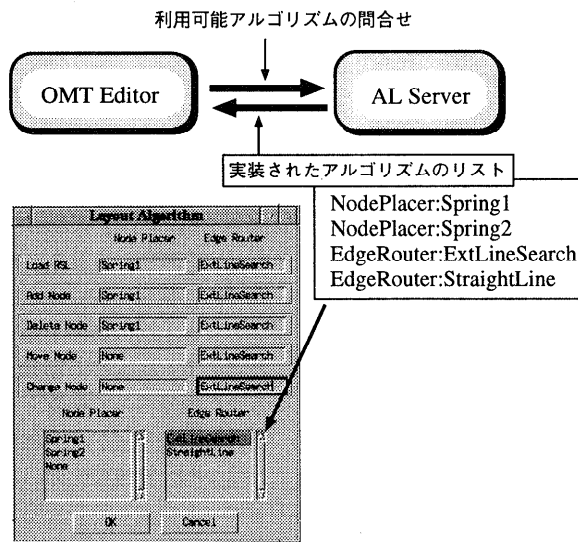 利用可能アルゴリズムの問合せ
OMT Editor
AL Server
実装されたアルゴリズムのリスト
NodePlacer:Spring1
NodePlacer:Spring2
EdgeRouter:ExtLineSearch
EdgeRouter:StraightLine
Layout Algorithm
Node Placer Edge Router
Load RSL Spring1 ExtLineSearch
Add Node Spring1 ExtLineSearch
Delete Node Spring1 ExtLineSearch
Move Node None ExtLineSearch
Change Node None ExtLineSearch
Node Placer Edge Router
Spring1 ExtLineSearch
Spring2 StraightLine
None
OK Cancel